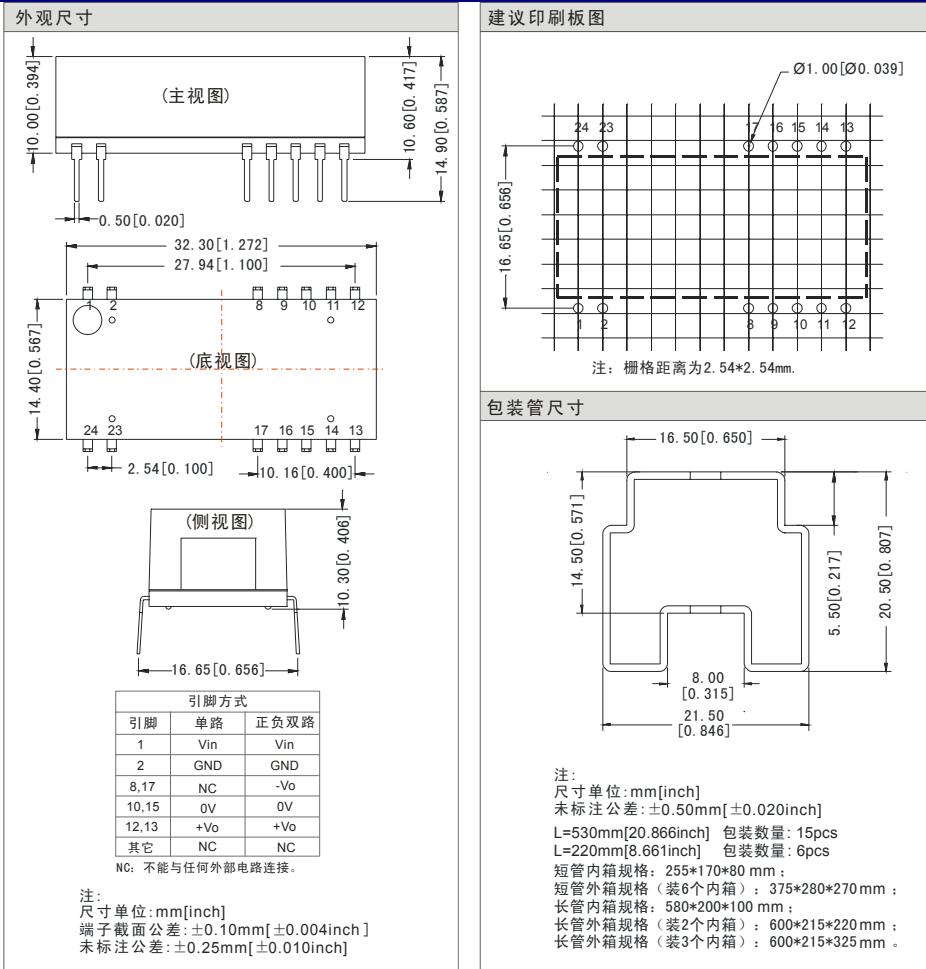 外观尺寸
10.00[0.394]
(主视图)
10.60[0.417]
14.90[0.587]
0.50[0.020]
32.30[1.272]
27.94[1.100]
1 2 8 9 10 11 12
14.40[0.567]
(底视图)
24 23 17 16 15 14 13
2.54[0.100]
10.16[0.400]
(侧视图)
10.30[0.406]
16.65[0.656]
引脚方式
引脚 单路 正负双路
1 Vin Vin
2 GND GND
8,17 NC -Vo
10,15 0V 0V
12,13 +Vo +Vo
其它 NC NC
NC: 不能与任何外部电路连接。
注:
尺寸单位:mm[inch]
端子截面公差:±0.10mm[±0.004inch]
未标注公差:±0.25mm[±0.010inch]
建议印刷板图
Ø1.00[Ø0.039]
24 23 17 16 15 14 13
16.65[0.656]
1 2 8 9 10 11 12
注: 栅格距离为2.54*2.54mm.
包装管尺寸
16.50[0.650]
14.50[0.571]
5.50[0.217]
20.50[0.807]
8.00
[0.315]
21.50
[0.846]
注:
尺寸单位:mm[inch]
未标注公差:±0.50mm[±0.020inch]
L=530mm[20.866inch] 包装数量: 15pcs
L=220mm[8.661inch] 包装数量: 6pcs
短管内箱规格: 255*170*80 mm ;
短管外箱规格（装6个内箱）: 375*280*270 mm ;
长管内箱规格: 580*200*100 mm ;
长管外箱规格（装2个内箱）: 600*215*220 mm ;
长管外箱规格（装3个内箱）: 600*215*325 mm 。